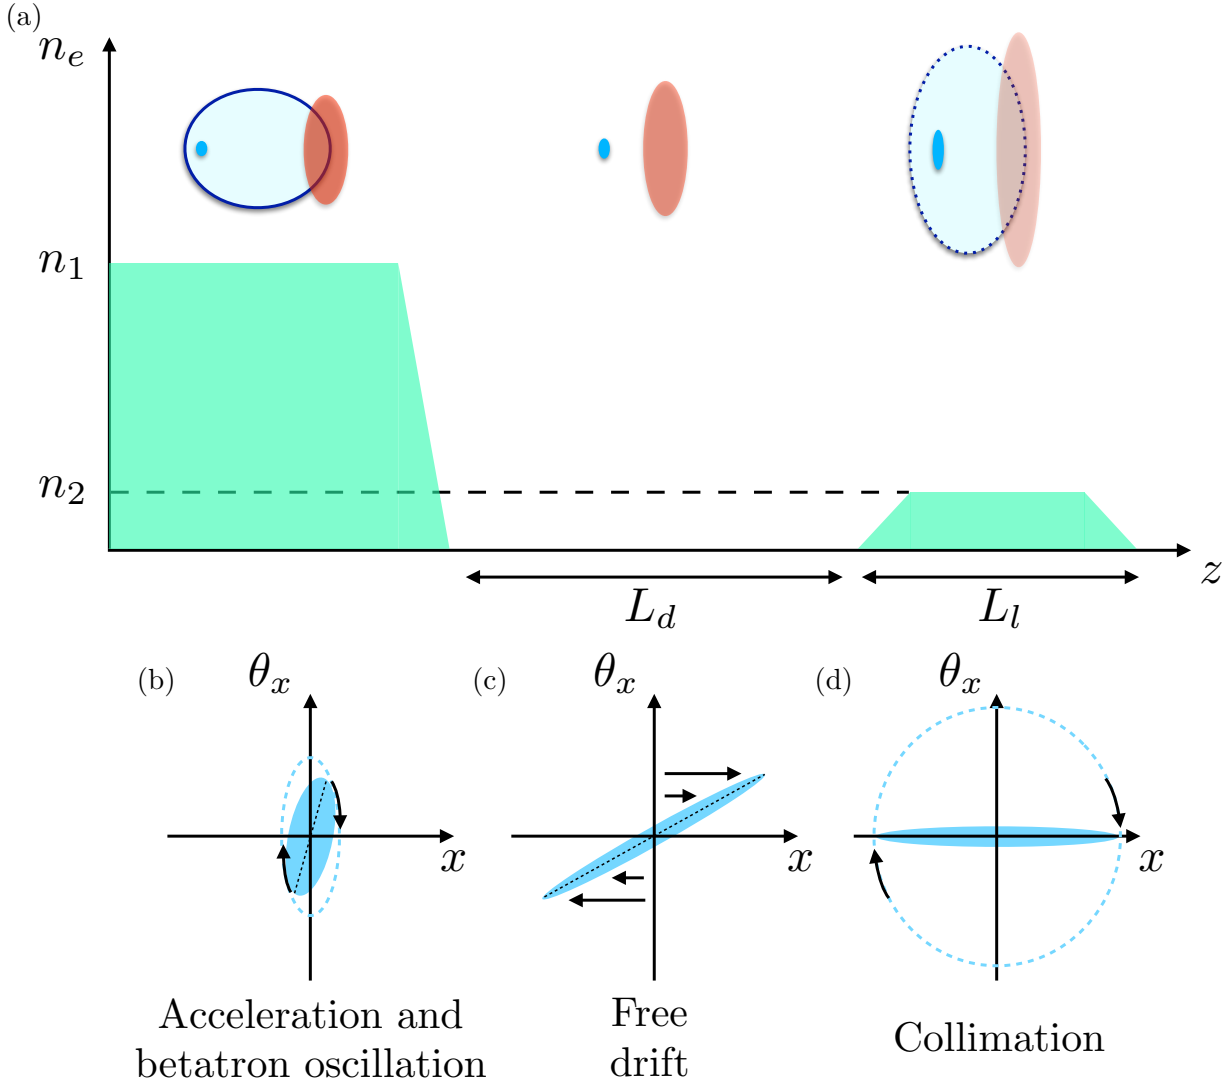 (a)
n_e
n_1
n_2
z
L_d
L_l
(b) θ_x
(c) θ_x
(d) θ_x
x
x
x
Acceleration and
betatron oscillation
Free
drift
Collimation